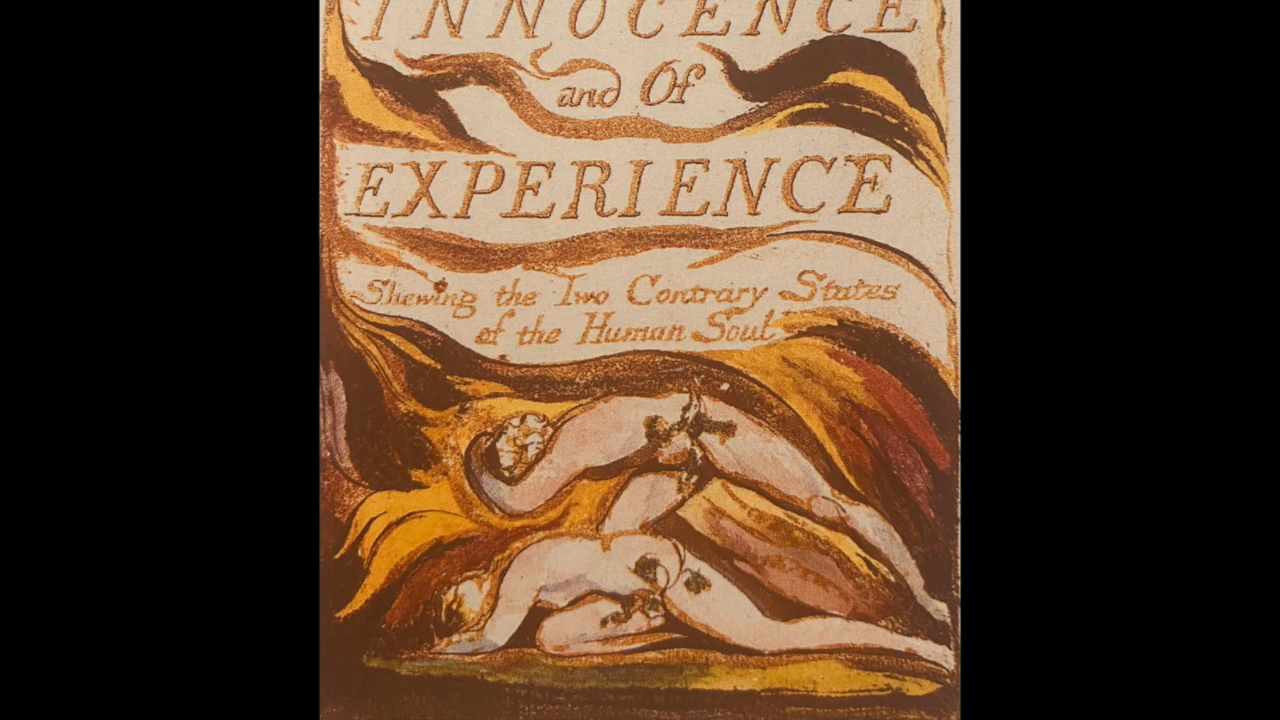 INNOCENCE
and Of
EXPERIENCE
Shewing the Two Contrary States
of the Human Soul